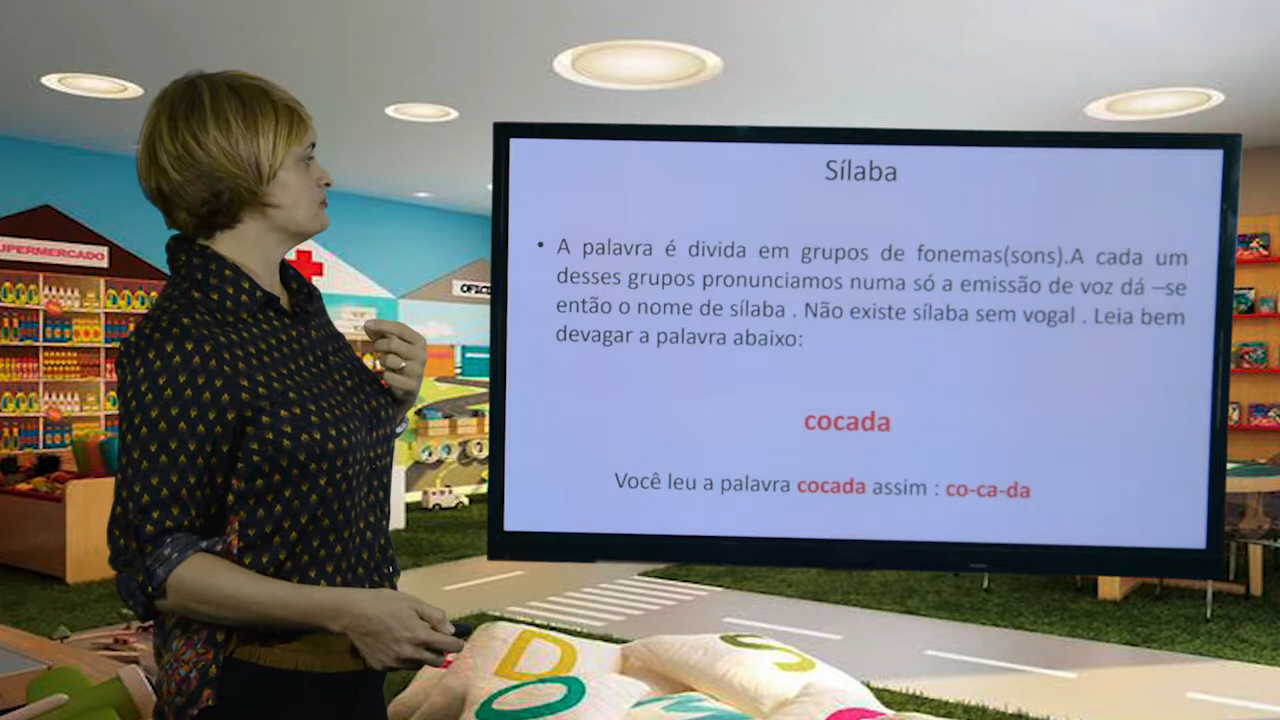 Sílaba
• A palavra é divida em grupos de fonemas(sons).A cada um
desses grupos pronunciamos numa só a emissão de voz dá –se
então o nome de sílaba . Não existe sílaba sem vogal . Leia bem
devagar a palavra abaixo:
cocada
Você leu a palavra cocada assim : co-ca-da
UPERMERCADO
OFICI
D
O
S